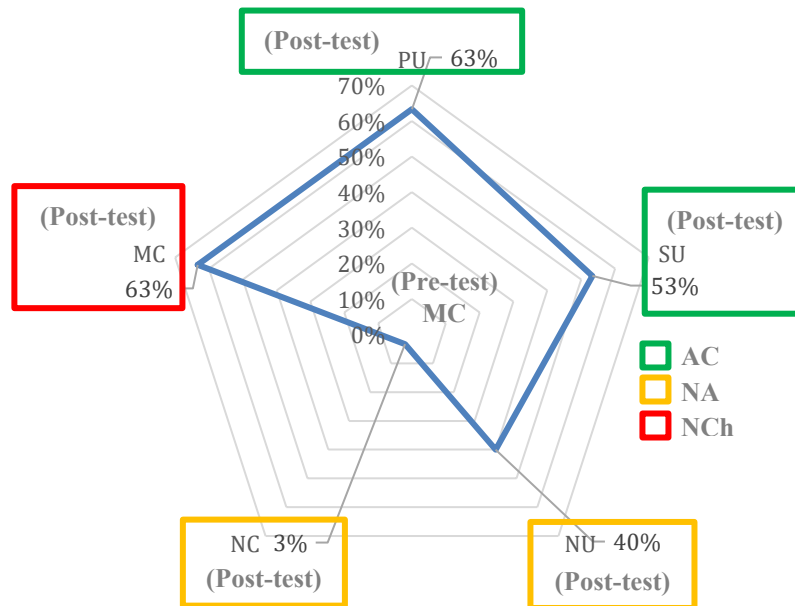 (Post-test)
PU 63%
70%
60%
50%
40%
30%
20%
10%
0%
(Post-test)
MC
63%
(Pre-test)
MC
(Post-test)
SU
53%
AC
NA
NCh
NC 3%
(Post-test)
NU 40%
(Post-test)